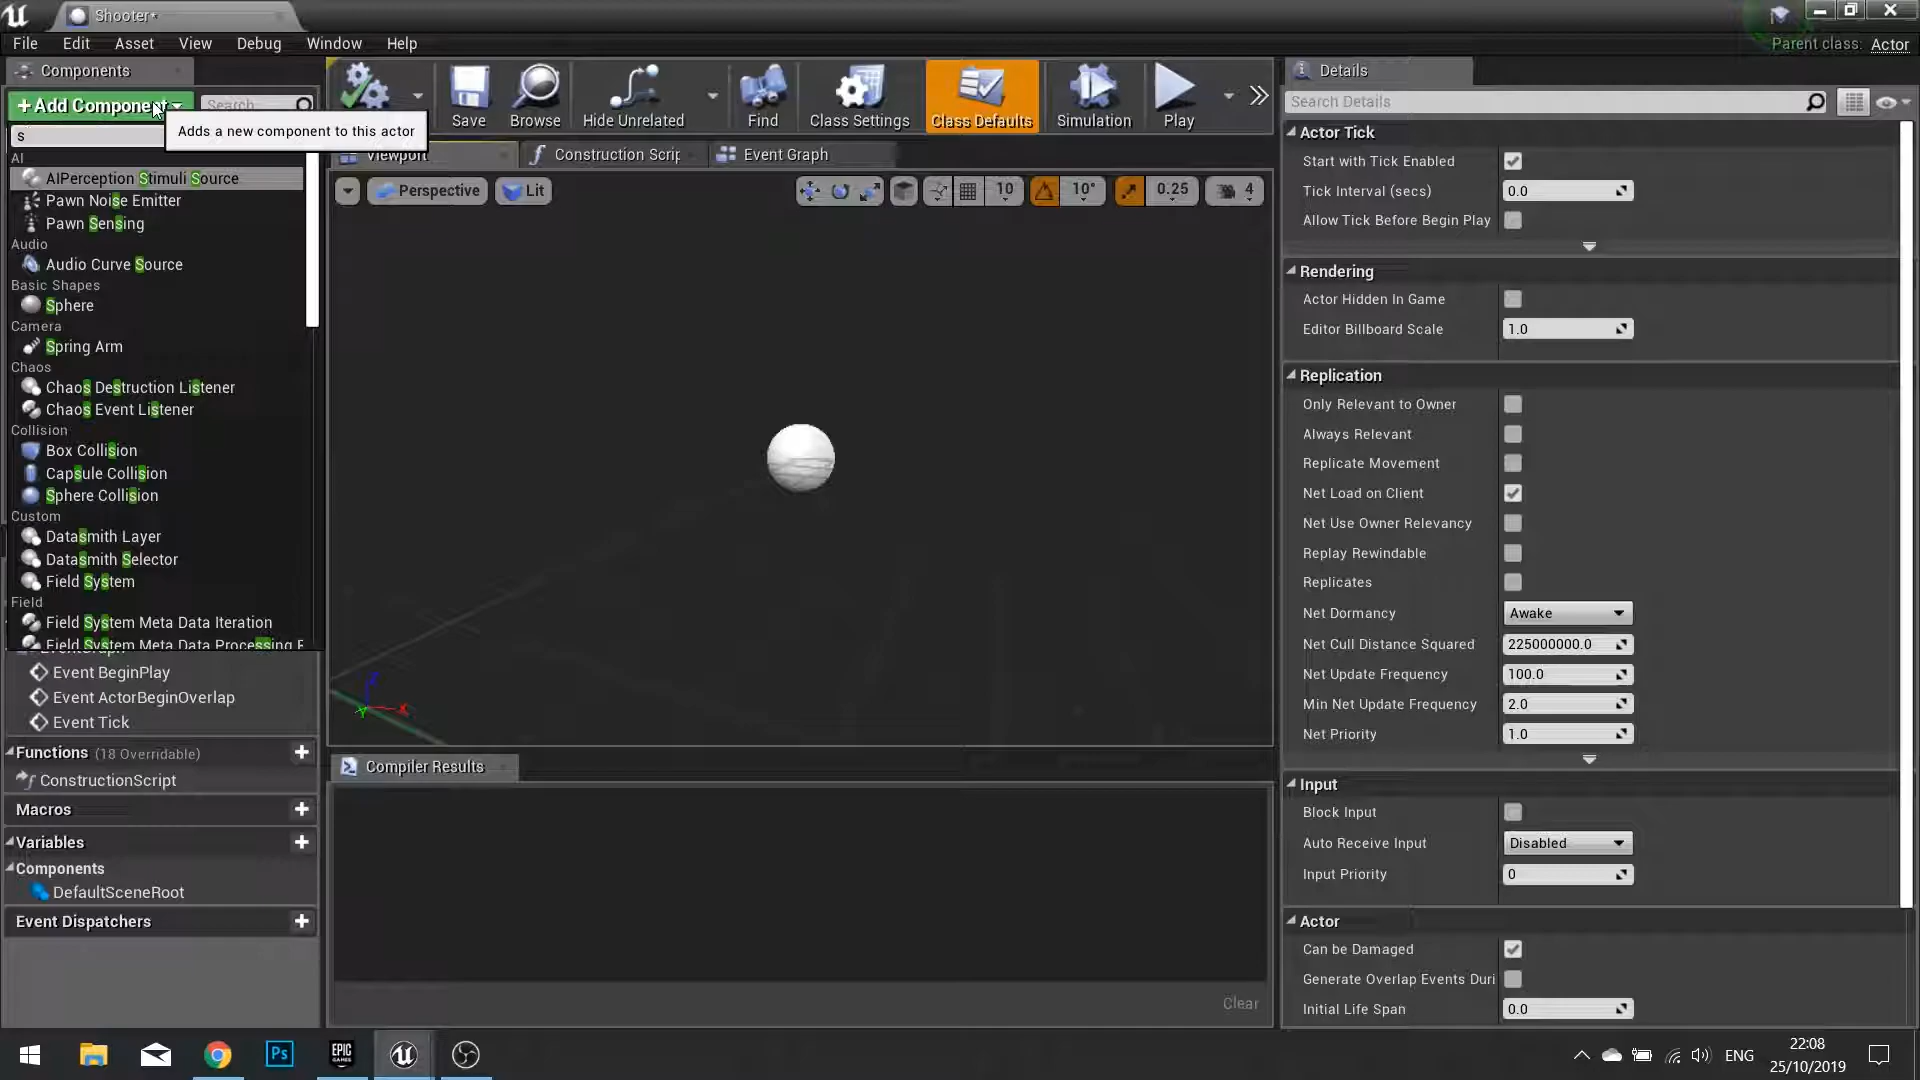 Shooter*
File Edit Asset View Debug Window Help
Parent class: Actor
Components
+Add Component
Search
Adds a new component to this actor
s
AI
AIPerception Stimuli Source
Pawn Noise Emitter
Pawn Sensing
Audio
Audio Curve Source
Basic Shapes
Sphere
Camera
Spring Arm
Chaos
Chaos Destruction Listener
Chaos Event Listener
Collision
Box Collision
Capsule Collision
Sphere Collision
Custom
Datasmith Layer
Datasmith Selector
Field System
Field
Field System Meta Data Iteration
Field System Meta Data Processing F
EventGraph
Event BeginPlay
Event ActorBeginOverlap
Event Tick
Functions (18 Overridable)
ConstructionScript
Macros
Variables
Components
DefaultSceneRoot
Event Dispatchers
Save Browse Hide Unrelated Find Class Settings Class Defaults Simulation Play
Viewport Construction Scrip Event Graph
Perspective Lit 10 10° 0.25 4
Z
X
Y
Compiler Results
Clear
Details
Search Details
Actor Tick
Start with Tick Enabled
Tick Interval (secs) 0.0
Allow Tick Before Begin Play
Rendering
Actor Hidden In Game
Editor Billboard Scale 1.0
Replication
Only Relevant to Owner
Always Relevant
Replicate Movement
Net Load on Client
Net Use Owner Relevancy
Replay Rewindable
Replicates
Net Dormancy Awake
Net Cull Distance Squared 225000000.0
Net Update Frequency 100.0
Min Net Update Frequency 2.0
Net Priority 1.0
Input
Block Input
Auto Receive Input Disabled
Input Priority 0
Actor
Can be Damaged
Generate Overlap Events Duri
Initial Life Span 0.0
Ps
EPIC
GAMES
ENG
22:08
25/10/2019